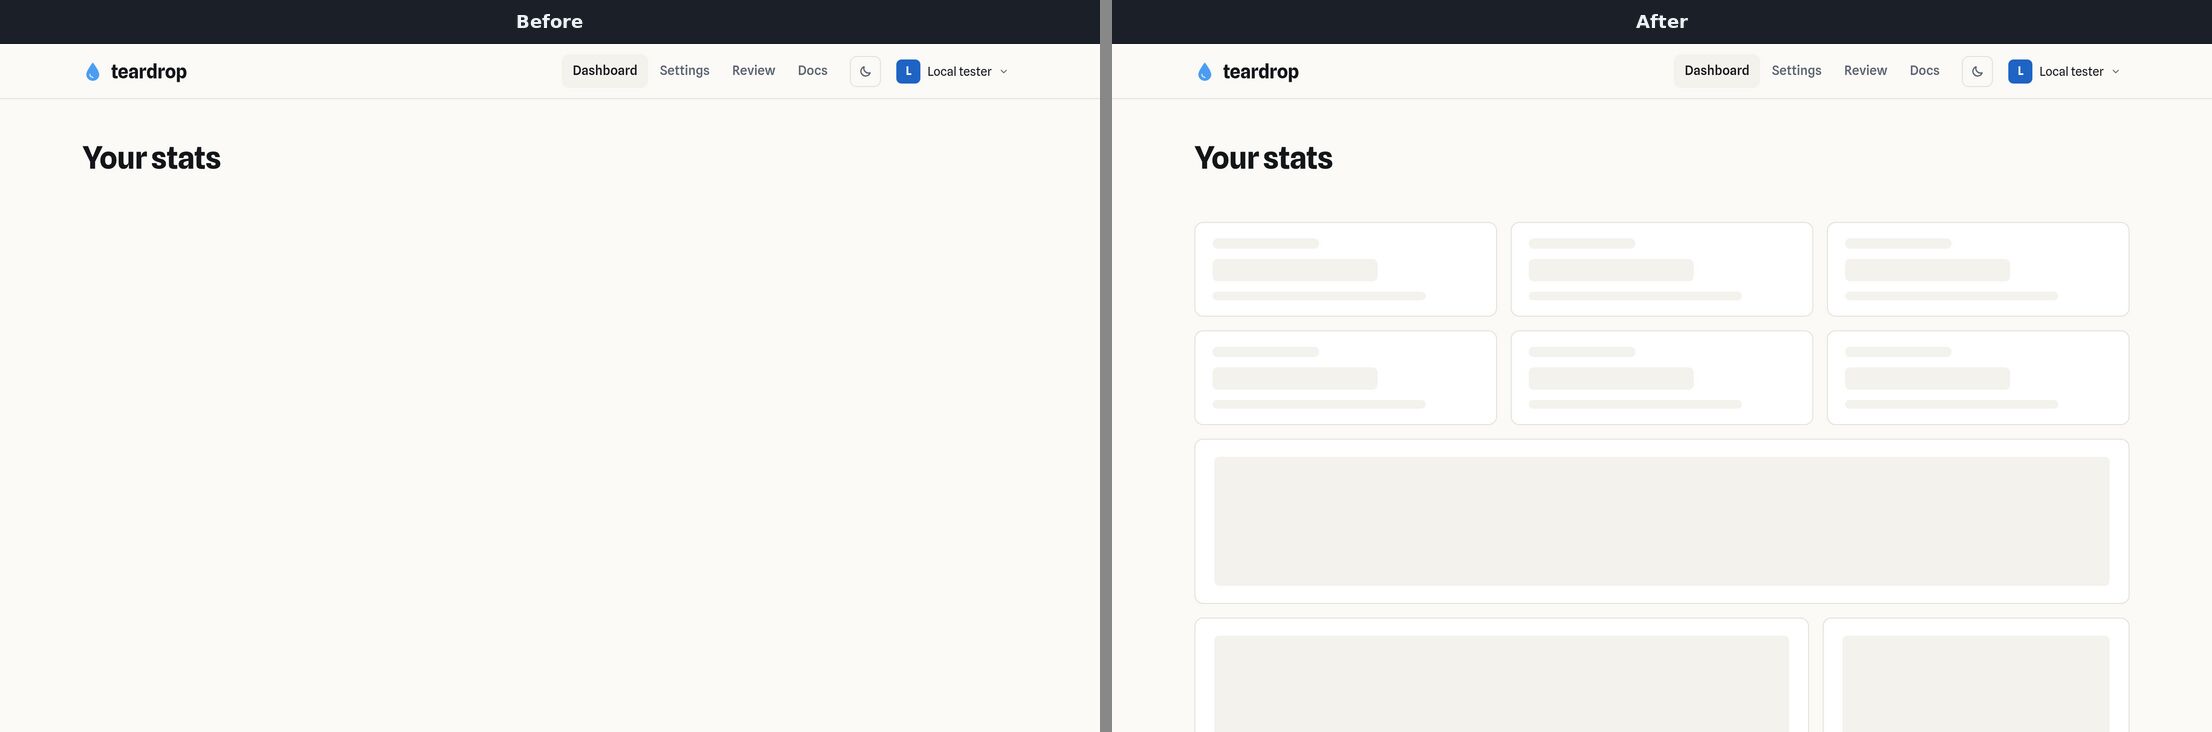 Before
After
teardrop
Dashboard Settings Review Docs
L Local tester
teardrop
Dashboard Settings Review Docs
L Local tester
Your stats
Your stats